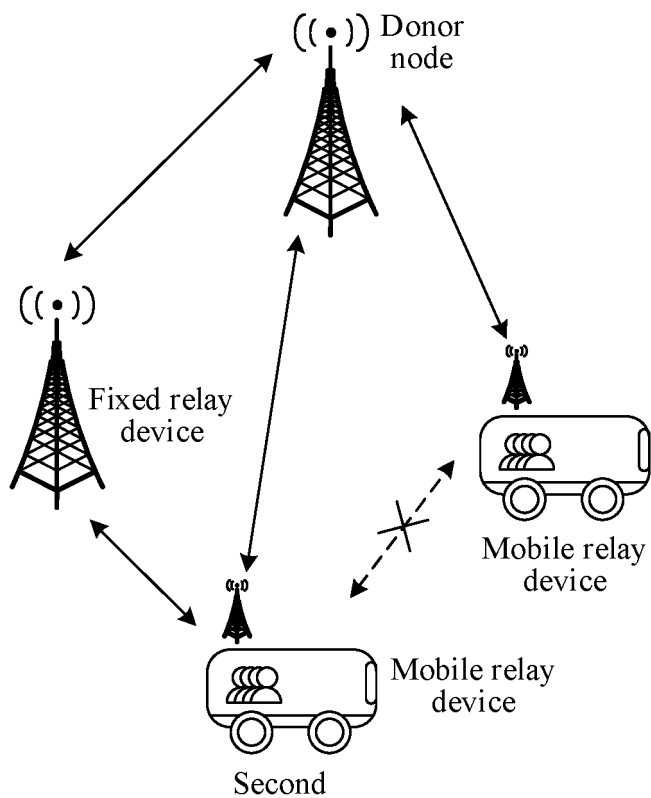 Donor
node
Fixed relay
device
Mobile relay
device
Mobile relay
device
Second